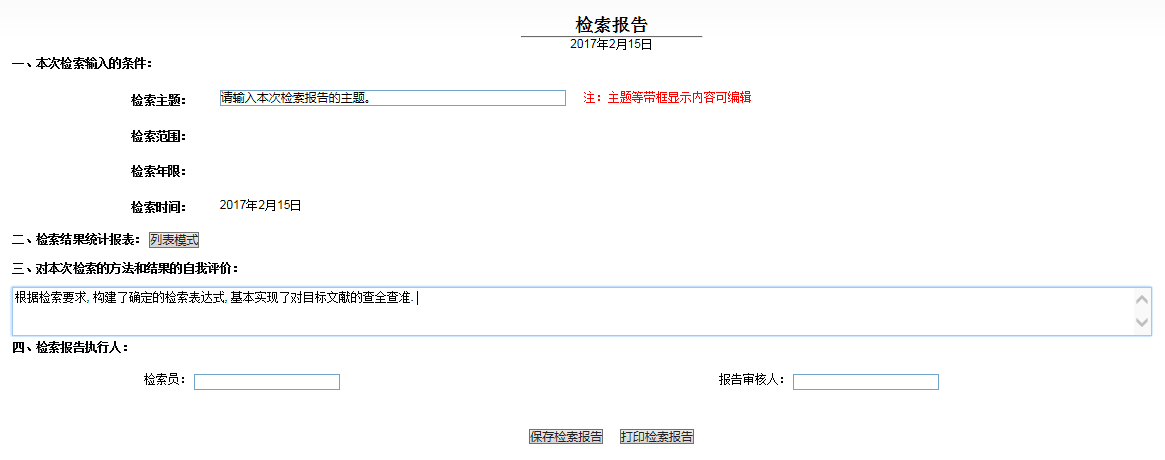 检索报告
2017年2月15日
一、本次检索输入的条件：
检索主题： 请输入本次检索报告的主题。 注：主题等带框显示内容可编辑
检索范围：
检索年限：
检索时间： 2017年2月15日
二、检索结果统计报表： 列表模式
三、对本次检索的方法和结果的自我评价：
根据检索要求,构建了确定的检索表达式,基本实现了对目标文献的查全查准.
四、检索报告执行人：
检索员： 报告审核人：
保存检索报告 打印检索报告